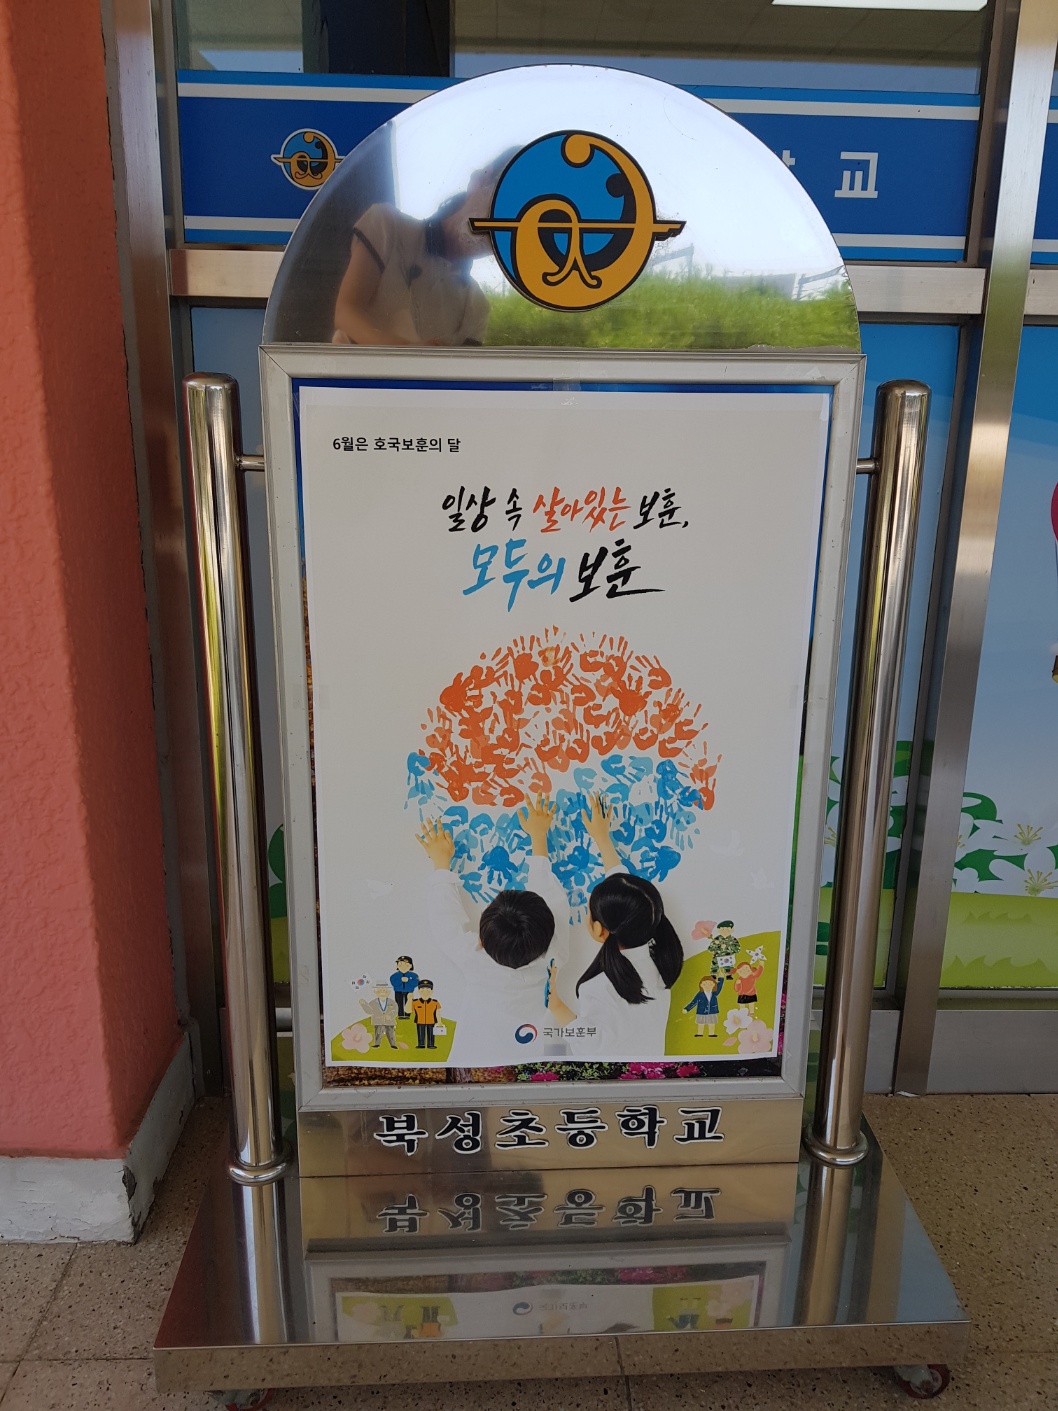 교
6월은 호국보훈의 달
일상 속 살아있는 보훈,
모두의 보훈
국가보훈부
북성초등학교